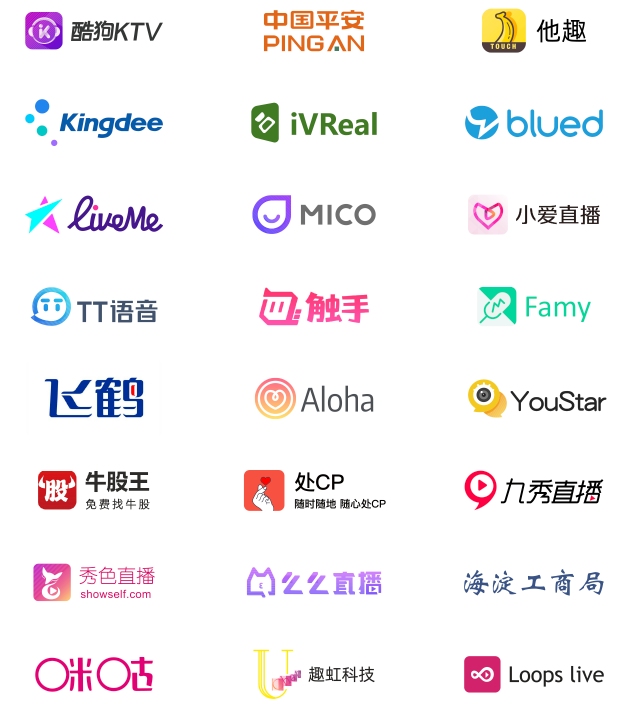 酷狗KTV
中国平安
PING AN
TOUCH
他趣
Kingdee
iVReal
blued
liveMe
MICO
小爱直播
TT语音
触手
Famy
飞鹤
Aloha
YouStar
股
牛股王
免费找牛股
处CP
随时随地 随心处CP
九秀直播
秀色直播
showself.com
么么直播
海淀工商局
咪咕
趣虹科技
Loops live